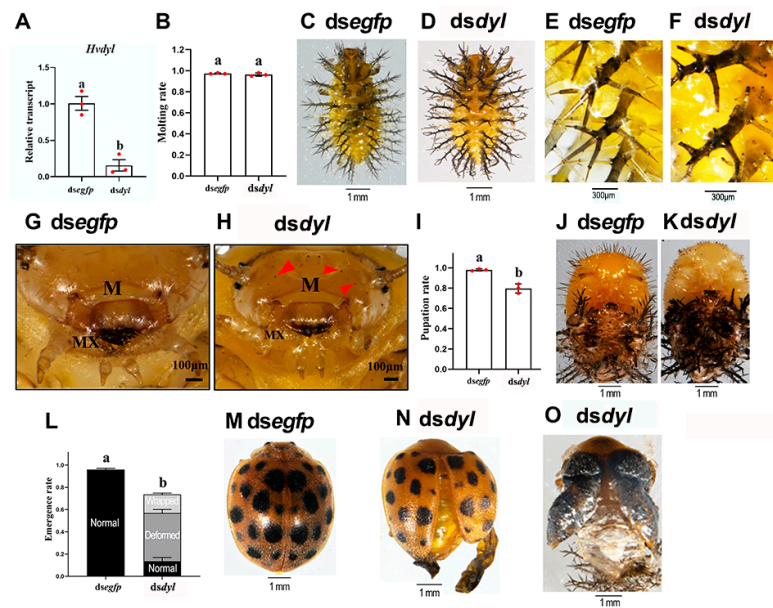 A
Hvdyl
Relative transcript
1.5
1.0
0.5
0.0
a
b
dsegfp
dsdyl
B
Molting rate
1.2
1.0
0.8
0.6
0.4
0.2
0.0
a
a
dsegfp
dsdyl
C dsegfp
1 mm
D dsdyl
1 mm
E dsegfp
300μm
F dsdyl
300μm
G dsegfp
M
MX
100μm
H dsdyl
M
MX
100μm
I
Pupation rate
1.2
1.0
0.8
0.6
0.4
0.2
0.0
a
b
dsegfp
dsdyl
J dsegfp
1 mm
K dsdyl
1 mm
L
Emergence rate
1.0
0.8
0.6
0.4
0.2
0.0
a
b
Normal
Wrapped
Deformed
Normal
dsegfp
dsdyl
M dsegfp
1 mm
N dsdyl
1 mm
O dsdyl
1 mm